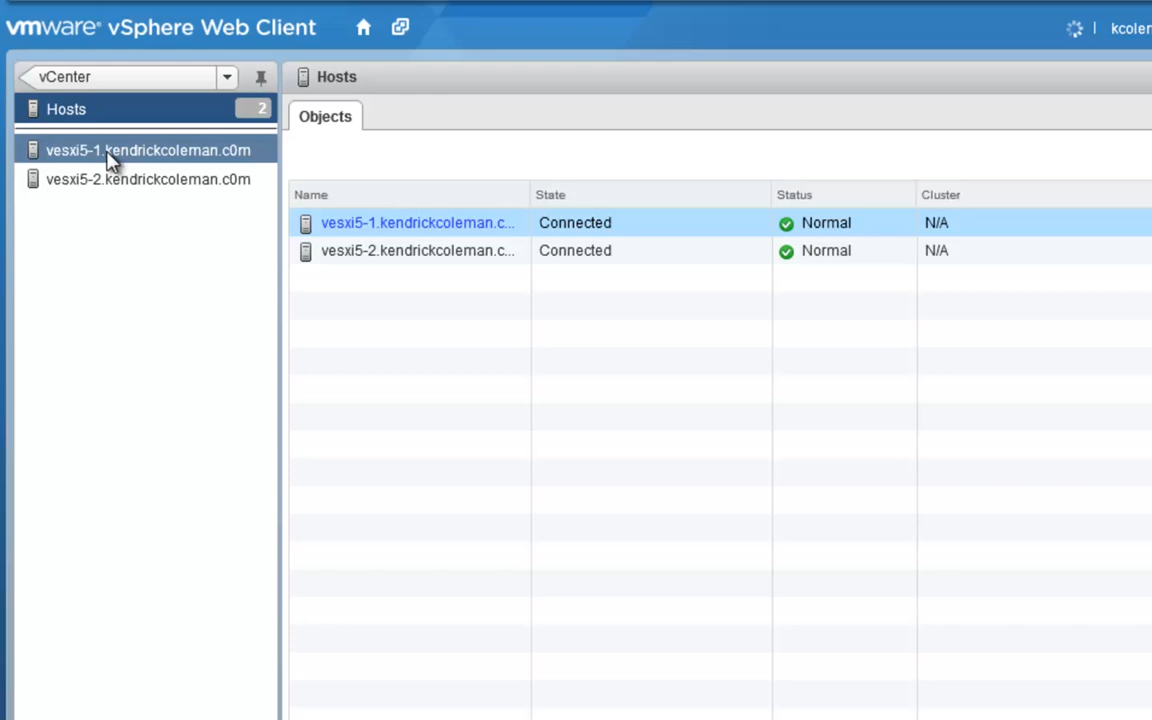 vmware® vSphere Web Client
kcolem
vCenter
Hosts 2
vesxi5-1.kendrickcoleman.c0m
vesxi5-2.kendrickcoleman.c0m
Hosts
Objects
Name State Status Cluster
vesxi5-1.kendrickcoleman.c... Connected Normal N/A
vesxi5-2.kendrickcoleman.c... Connected Normal N/A